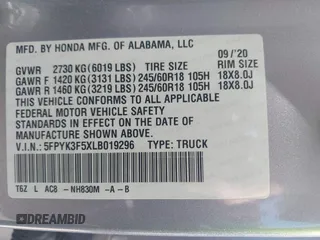 MFD. BY HONDA MFG. OF ALABAMA, LLC
09/'20
GVWR 2730 KG (6019 LBS) TIRE SIZE RIM SIZE
GAWR F 1420 KG (3131 LBS) 245/60R18 105H 18X8.0J
GAWR R 1460 KG (3219 LBS) 245/60R18 105H 18X8.0J
THIS VEHICLE CONFORMS TO ALL APPLICABLE
FEDERAL MOTOR VEHICLE SAFETY
STANDARDS IN EFFECT ON THE DATE OF
MANUFACTURE SHOWN ABOVE.
V.I.N.: 5FPYK3F5XLB019296 TYPE: TRUCK
T6Z L AC8 -NH830M -A -B
BIDFAX